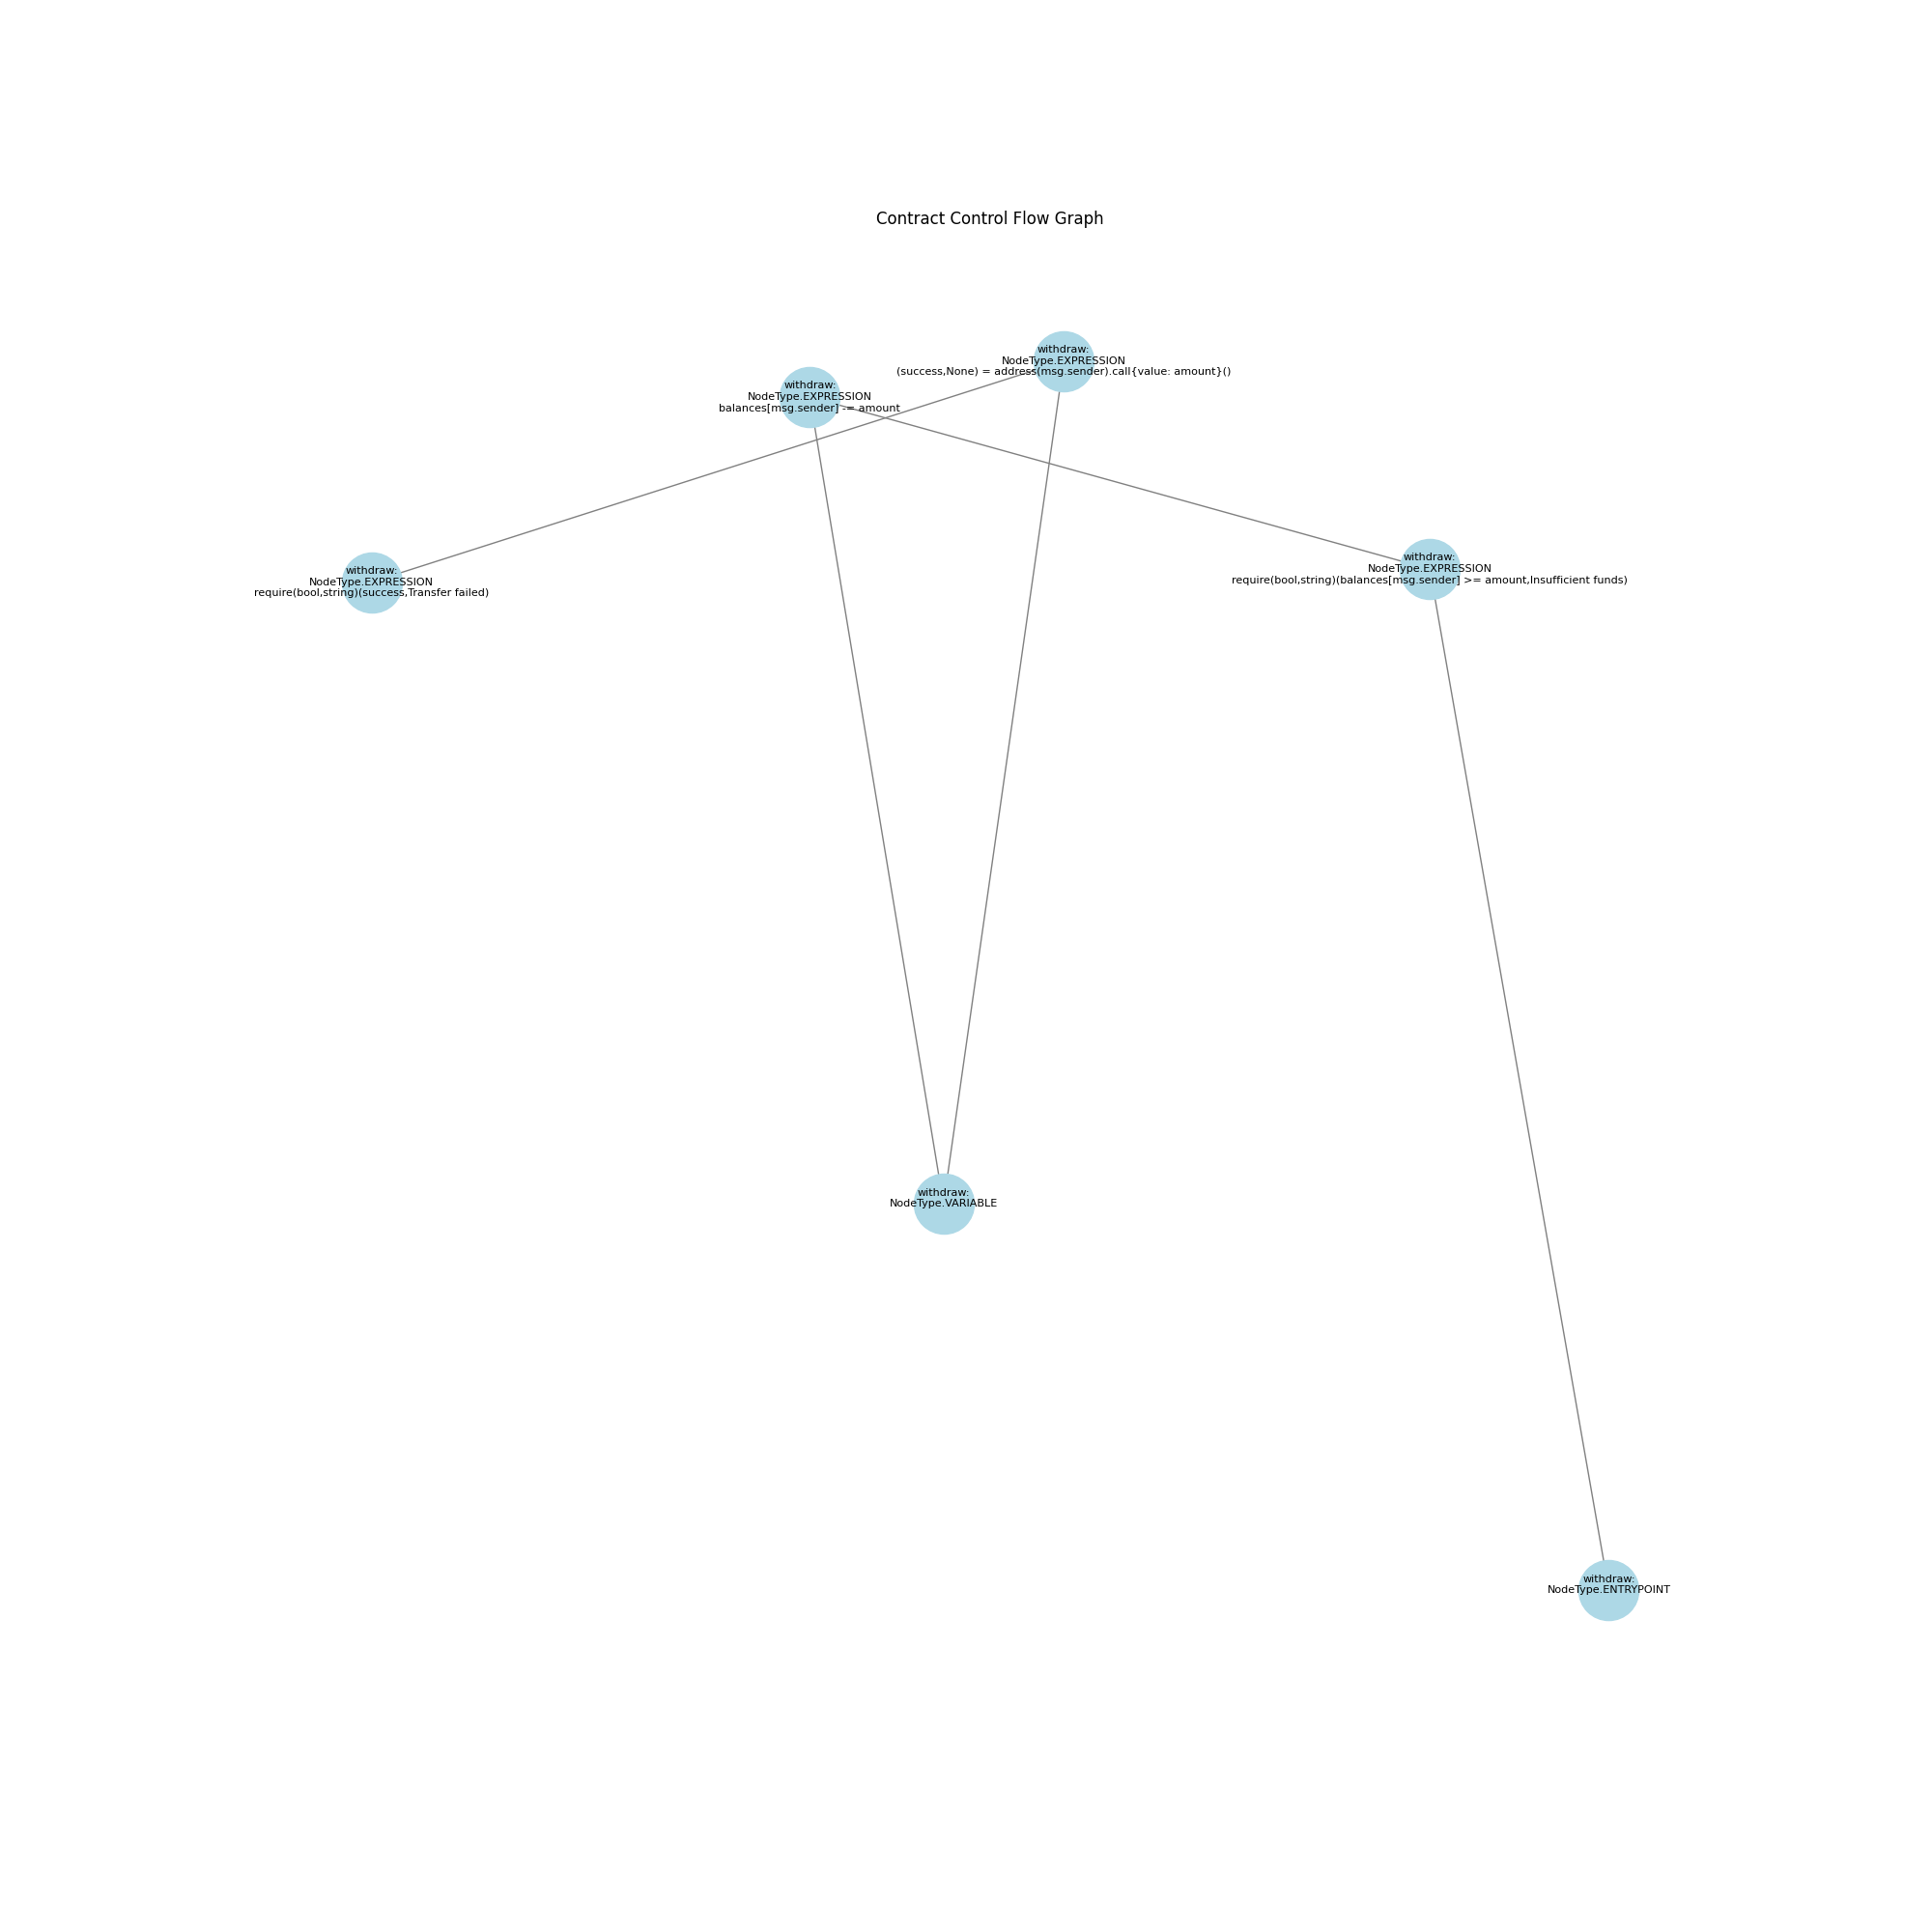 Contract Control Flow Graph
withdraw:
NodeType.EXPRESSION
(success,None) = address(msg.sender).call{value: amount}()
withdraw:
NodeType.EXPRESSION
balances[msg.sender] -= amount
withdraw:
NodeType.EXPRESSION
require(bool,string)(balances[msg.sender] >= amount,Insufficient funds)
withdraw:
NodeType.EXPRESSION
require(bool,string)(success,Transfer failed)
withdraw:
NodeType.VARIABLE
withdraw:
NodeType.ENTRYPOINT